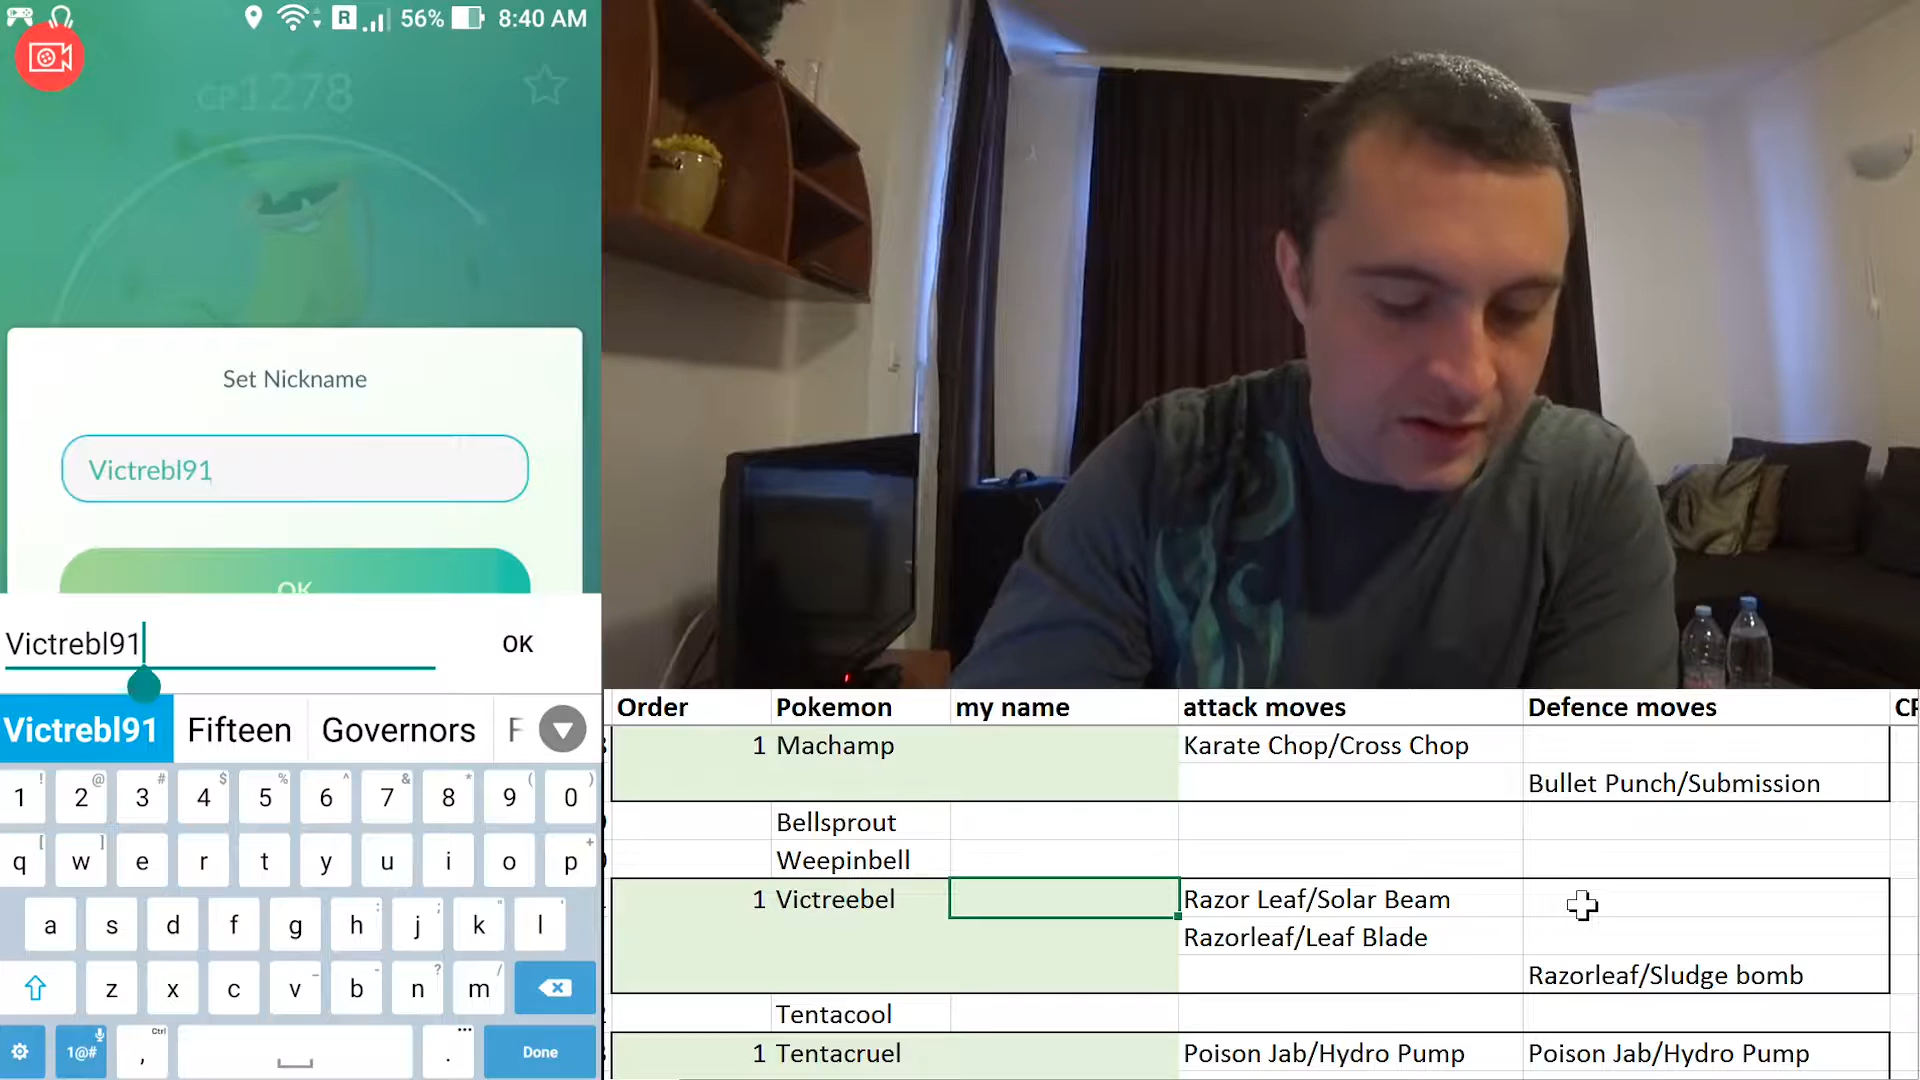 R 56% 8:40 AM
CP1278
Set Nickname
Victrebl91
OK
Victrebl91 OK
Victrebl91 Fifteen Governors F
1 2 3 4 5 6 7 8 9 0
q w e r t y u i o p
a s d f g h j k l
z x c v b n m
1@# , Ctrl . Done
Order Pokemon my name attack moves Defence moves CP
1 Machamp Karate Chop/Cross Chop
Bullet Punch/Submission
Bellsprout
Weepinbell
1 Victreebel Razor Leaf/Solar Beam
Razorleaf/Leaf Blade
Razorleaf/Sludge bomb
Tentacool
1 Tentacruel Poison Jab/Hydro Pump Poison Jab/Hydro Pump